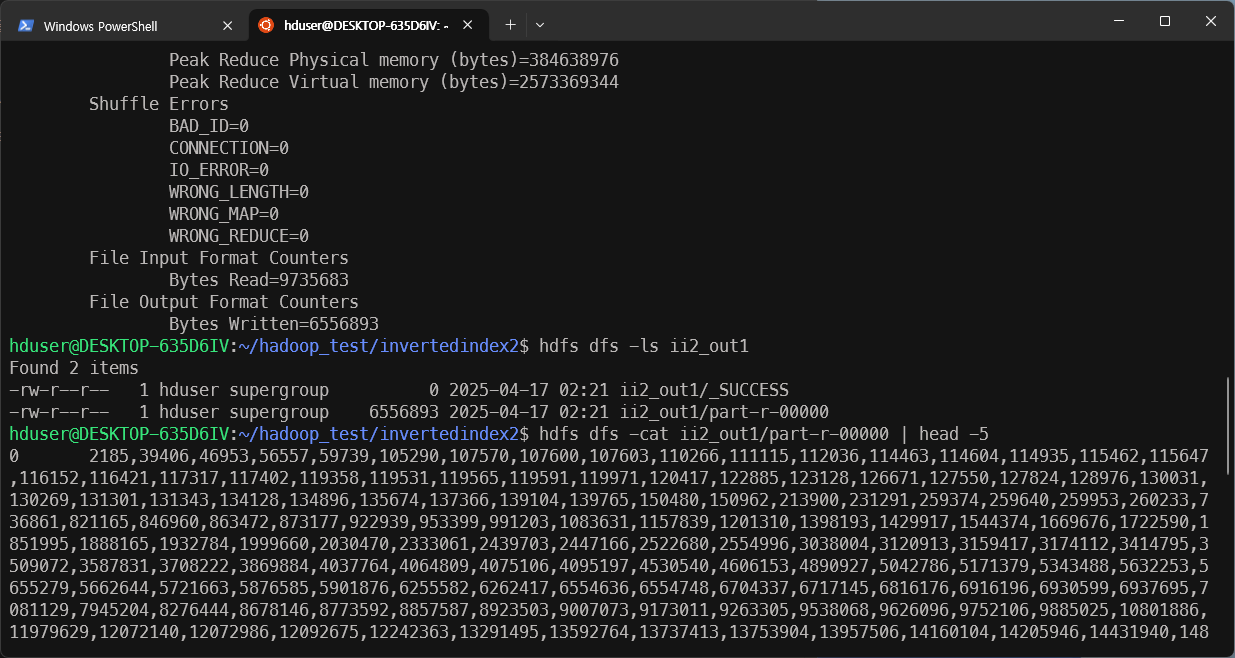 Windows PowerShell
hduser@DESKTOP-635D6IV: ~
Peak Reduce Physical memory (bytes)=384638976
Peak Reduce Virtual memory (bytes)=2573369344
Shuffle Errors
BAD_ID=0
CONNECTION=0
IO_ERROR=0
WRONG_LENGTH=0
WRONG_MAP=0
WRONG_REDUCE=0
File Input Format Counters
Bytes Read=9735683
File Output Format Counters
Bytes Written=6556893
hduser@DESKTOP-635D6IV:~/hadoop_test/invertedindex2$ hdfs dfs -ls ii2_out1
Found 2 items
-rw-r--r--   1 hduser supergroup          0 2025-04-17 02:21 ii2_out1/_SUCCESS
-rw-r--r--   1 hduser supergroup    6556893 2025-04-17 02:21 ii2_out1/part-r-00000
hduser@DESKTOP-635D6IV:~/hadoop_test/invertedindex2$ hdfs dfs -cat ii2_out1/part-r-00000 | head -5
0       2185,39406,46953,56557,59739,105290,107570,107600,107603,110266,111115,112036,114463,114604,114935,115462,115647
,116152,116421,117317,117402,119358,119531,119565,119591,119971,120417,122885,123128,126671,127550,127824,128976,130031,
130269,131301,131343,134128,134896,135674,137366,139104,139765,150480,150962,213900,231291,259374,259640,259953,260233,7
36861,821165,846960,863472,873177,922939,953399,991203,1083631,1157839,1201310,1398193,1429917,1544374,1669676,1722590,1
851995,1888165,1932784,1999660,2030470,2333061,2439703,2447166,2522680,2554996,3038004,3120913,3159417,3174112,3414795,3
509072,3587831,3708222,3869884,4037764,4064809,4075106,4095197,4530540,4606153,4890927,5042786,5171379,5343488,5632253,5
655279,5662644,5721663,5876585,5901876,6255582,6262417,6554636,6554748,6704337,6717145,6816176,6916196,6930599,6937695,7
081129,7945204,8276444,8678146,8773592,8857587,8923503,9007073,9173011,9263305,9538068,9626096,9752106,9885025,10801886,
11979629,12072140,12072986,12092675,12242363,13291495,13592764,13737413,13753904,13957506,14160104,14205946,14431940,148